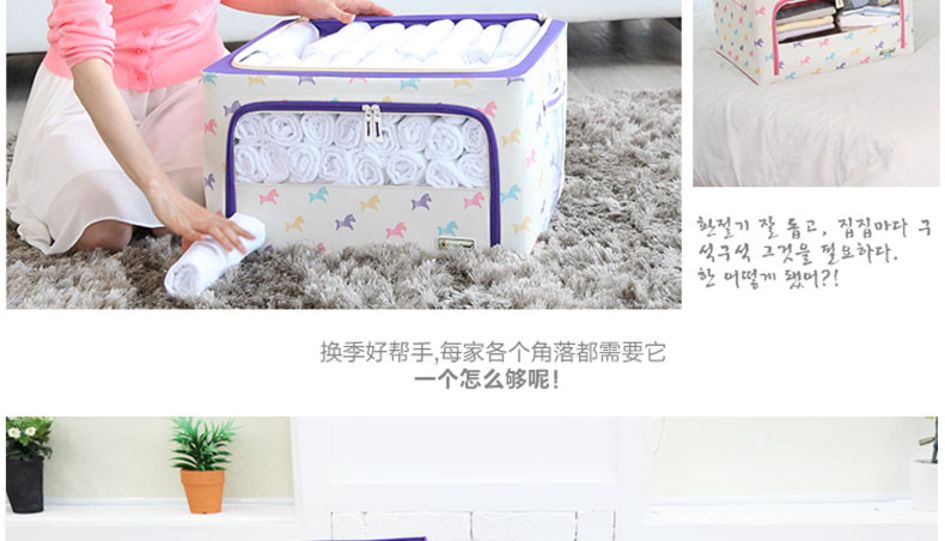 환절기 잘 돕고, 집집마다 구
석구석 그것을 필요하다.
한 어떻게 됐어?!
换季好帮手,每家各个角落都需要它
一个怎么够呢!